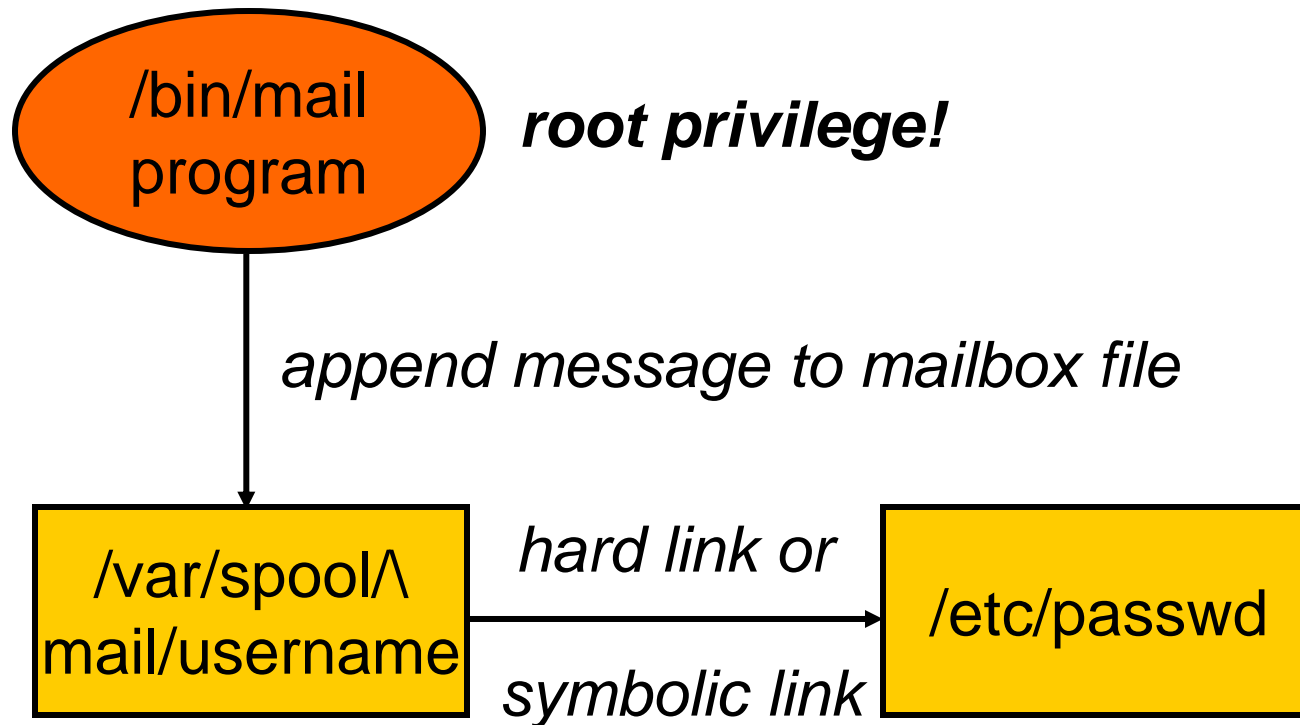 /bin/mail
program
root privilege!
append message to mailbox file
/var/spool/\
mail/username
hard link or
symbolic link
/etc/passwd